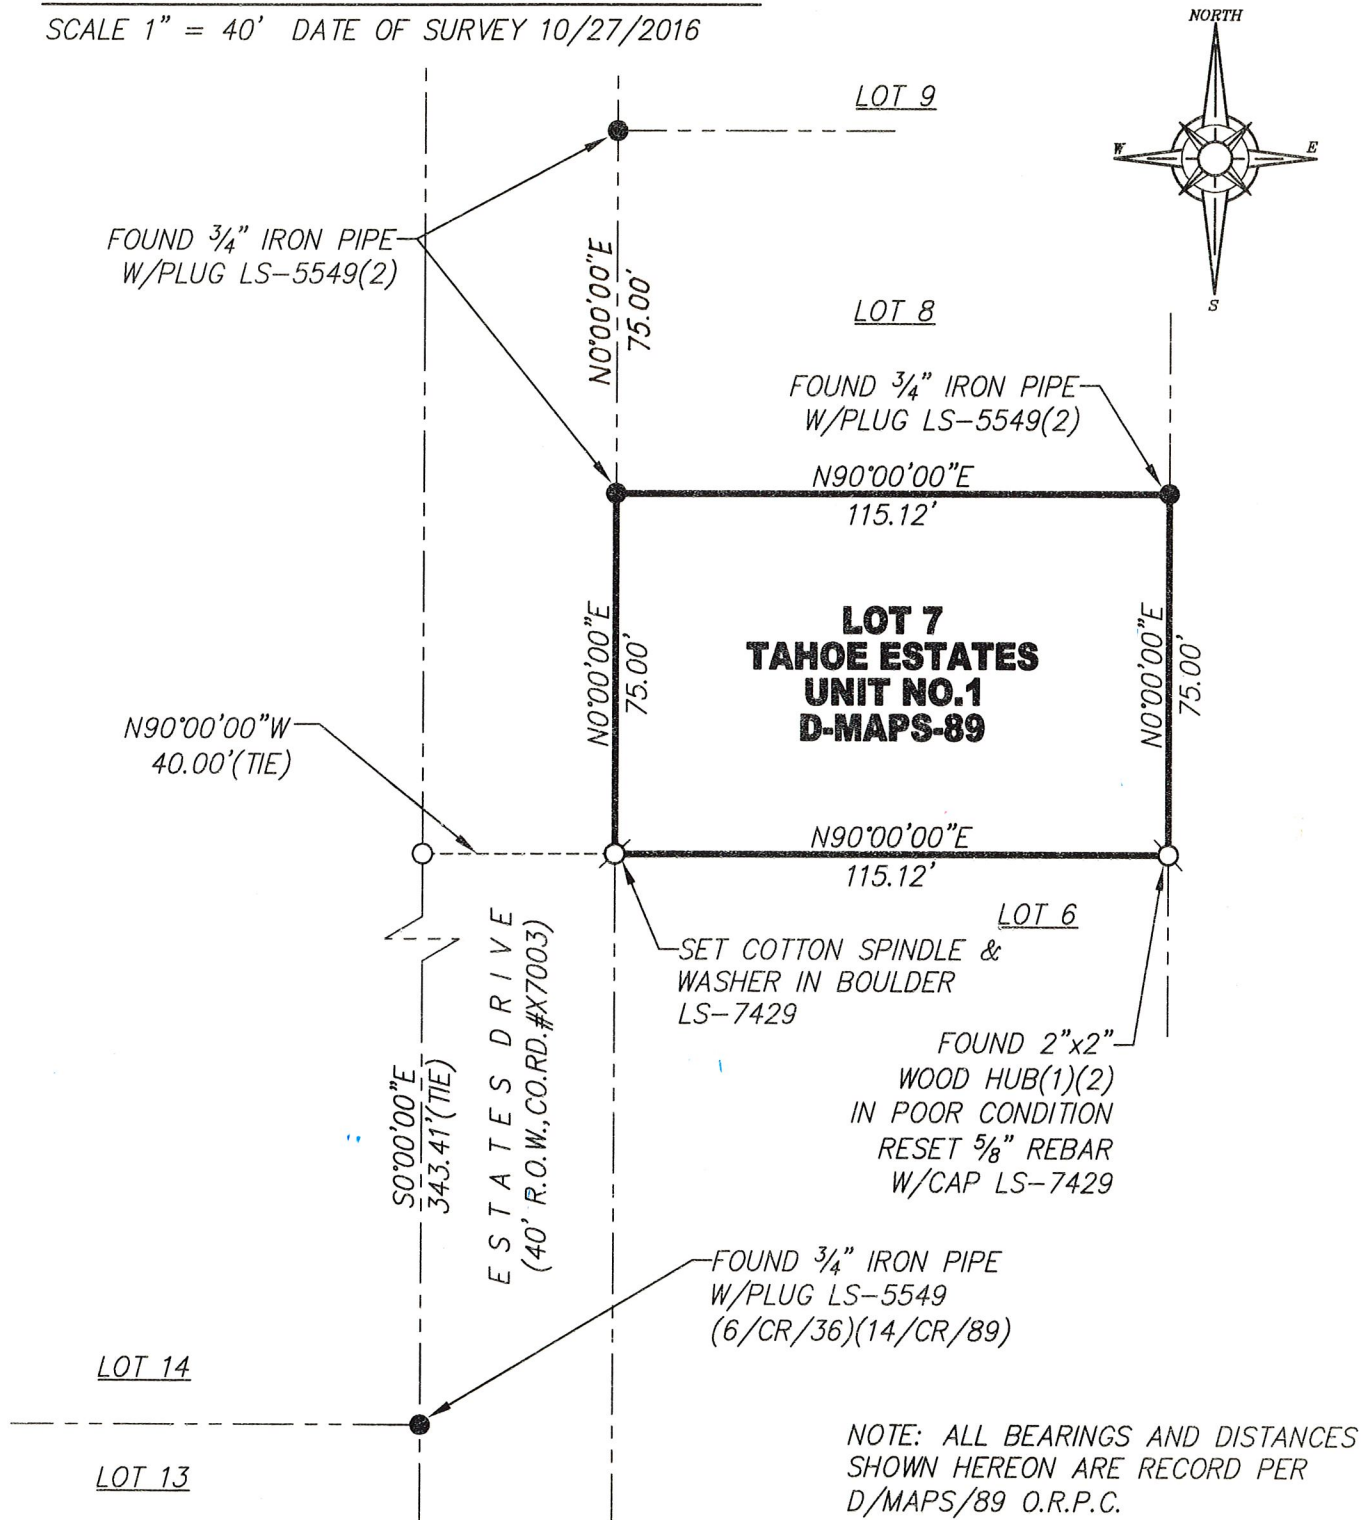 SCALE 1" = 40' DATE OF SURVEY 10/27/2016
NORTH
W
E
S
LOT 9
FOUND 3/4" IRON PIPE
W/PLUG LS-5549(2)
N0°00'00"E
75.00'
LOT 8
FOUND 3/4" IRON PIPE
W/PLUG LS-5549(2)
N90°00'00"E
115.12'
N0°00'00"E
75.00'
LOT 7
TAHOE ESTATES
UNIT NO.1
D-MAPS-89
N0°00'00"E
75.00'
N90°00'00"W
40.00'(TIE)
N90°00'00"E
115.12'
LOT 6
SET COTTON SPINDLE &
WASHER IN BOULDER
LS-7429
FOUND 2"x2"
WOOD HUB(1)(2)
IN POOR CONDITION
RESET 5/8" REBAR
W/CAP LS-7429
S0°00'00"E
343.41'(TIE)
ESTATES DRIVE
(40' R.O.W.,CO.RD.#X7003)
FOUND 3/4" IRON PIPE
W/PLUG LS-5549
(6/CR/36)(14/CR/89)
LOT 14
LOT 13
NOTE: ALL BEARINGS AND DISTANCES
SHOWN HEREON ARE RECORD PER
D/MAPS/89 O.R.P.C.